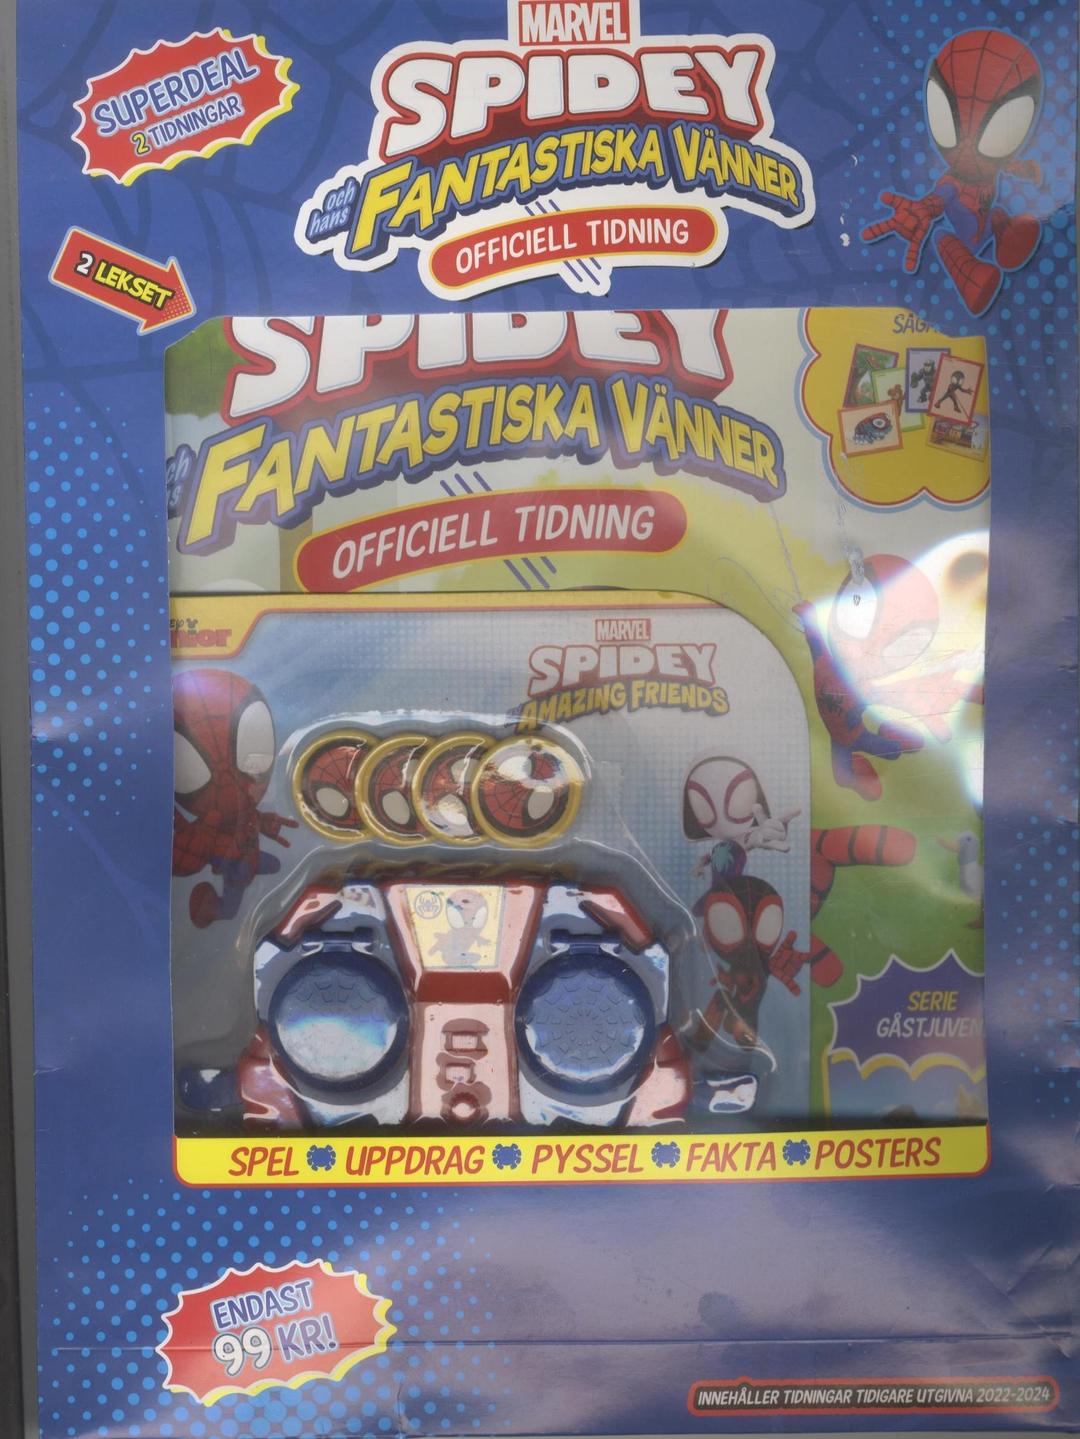 MARVEL
SPIDEY
och hans
FANTASTISKA VÄNNER
OFFICIELL TIDNING
SUPERDEAL
2 TIDNINGAR
2 LEKSET
SPIDEY
FANTASTISKA VÄNNER
OFFICIELL TIDNING
MARVEL
SPIDEY
AMAZING FRIENDS
SERIE
GÅSTJUVEN
SPEL UPPDRAG PYSSEL FAKTA POSTERS
ENDAST
99 KR!
INNEHÅLLER TIDNINGAR TIDIGARE UTGIVNA 2022-2024